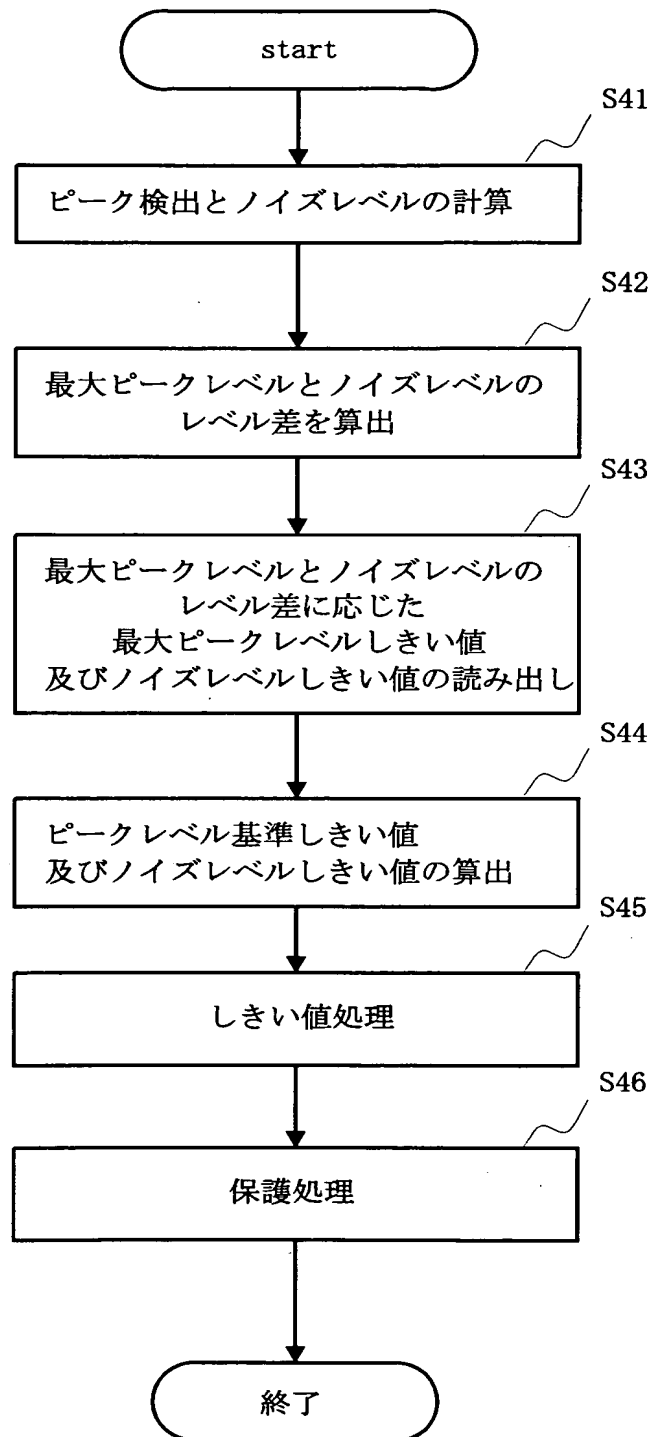 start
S41
ピーク検出とノイズレベルの計算
S42
最大ピークレベルとノイズレベルの
レベル差を算出
S43
最大ピークレベルとノイズレベルの
レベル差に応じた
最大ピークレベルしきい値
及びノイズレベルしきい値の読み出し
S44
ピークレベル基準しきい値
及びノイズレベルしきい値の算出
S45
しきい値処理
S46
保護処理
終了